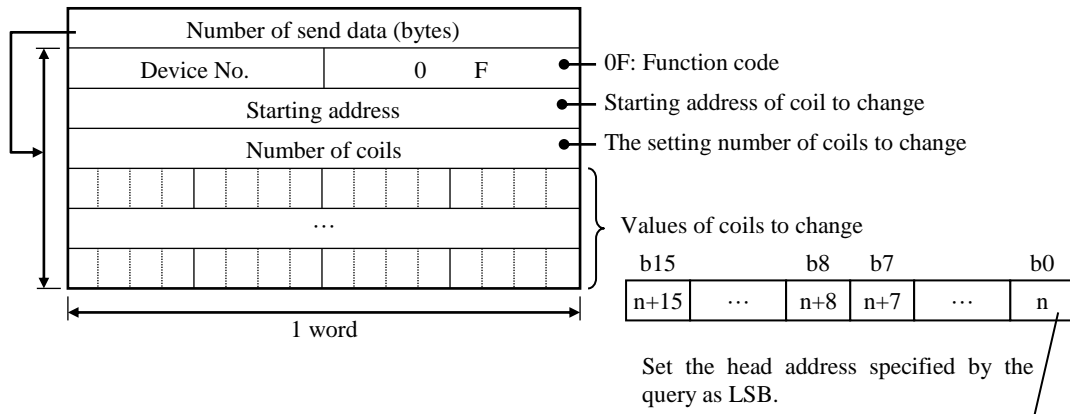 Number of send data (bytes)
Device No. 0 F
0F: Function code
Starting address
Starting address of coil to change
Number of coils
The setting number of coils to change
…
Values of coils to change
b15 b8 b7 b0
n+15 … n+8 n+7 … n
1 word
Set the head address specified by the
query as LSB.